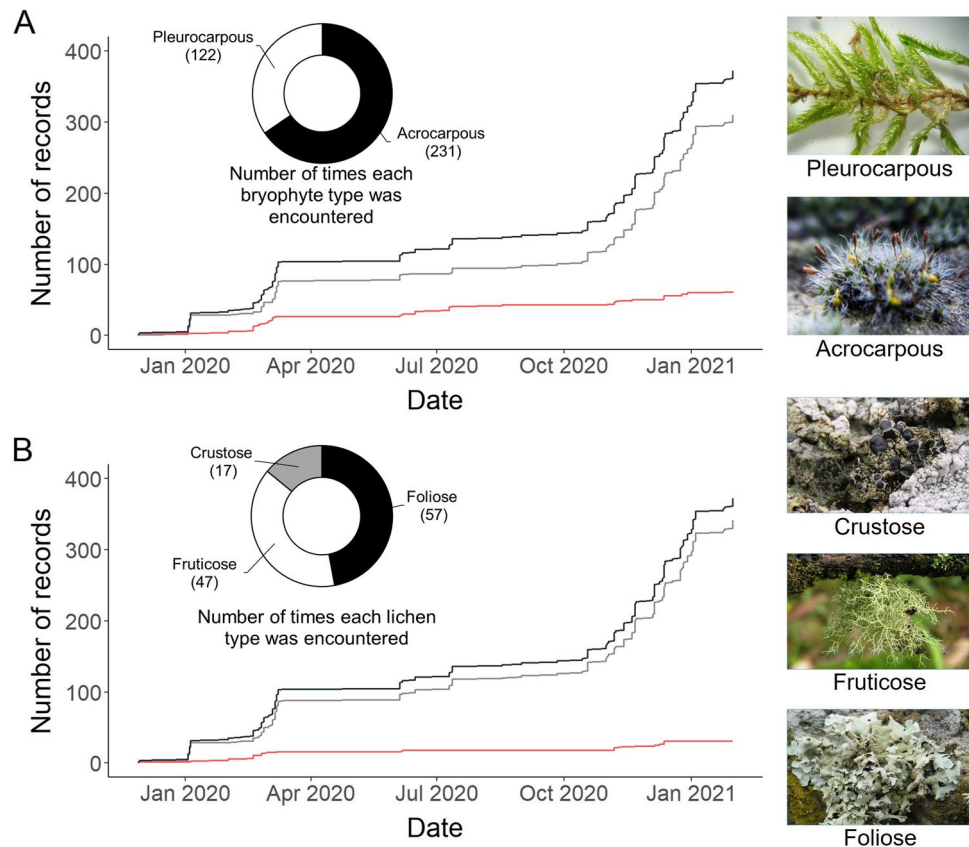 A
Number of records
400
300
200
100
0
Pleurocarpous
(122)
Acrocarpous
(231)
Number of times each
bryophyte type was
encountered
Jan 2020
Apr 2020
Jul 2020
Oct 2020
Jan 2021
Date
B
Number of records
400
300
200
100
0
Crustose
(17)
Foliose
(57)
Fruticose
(47)
Number of times each lichen
type was encountered
Jan 2020
Apr 2020
Jul 2020
Oct 2020
Jan 2021
Date
Pleurocarpous
Acrocarpous
Crustose
Fruticose
Foliose